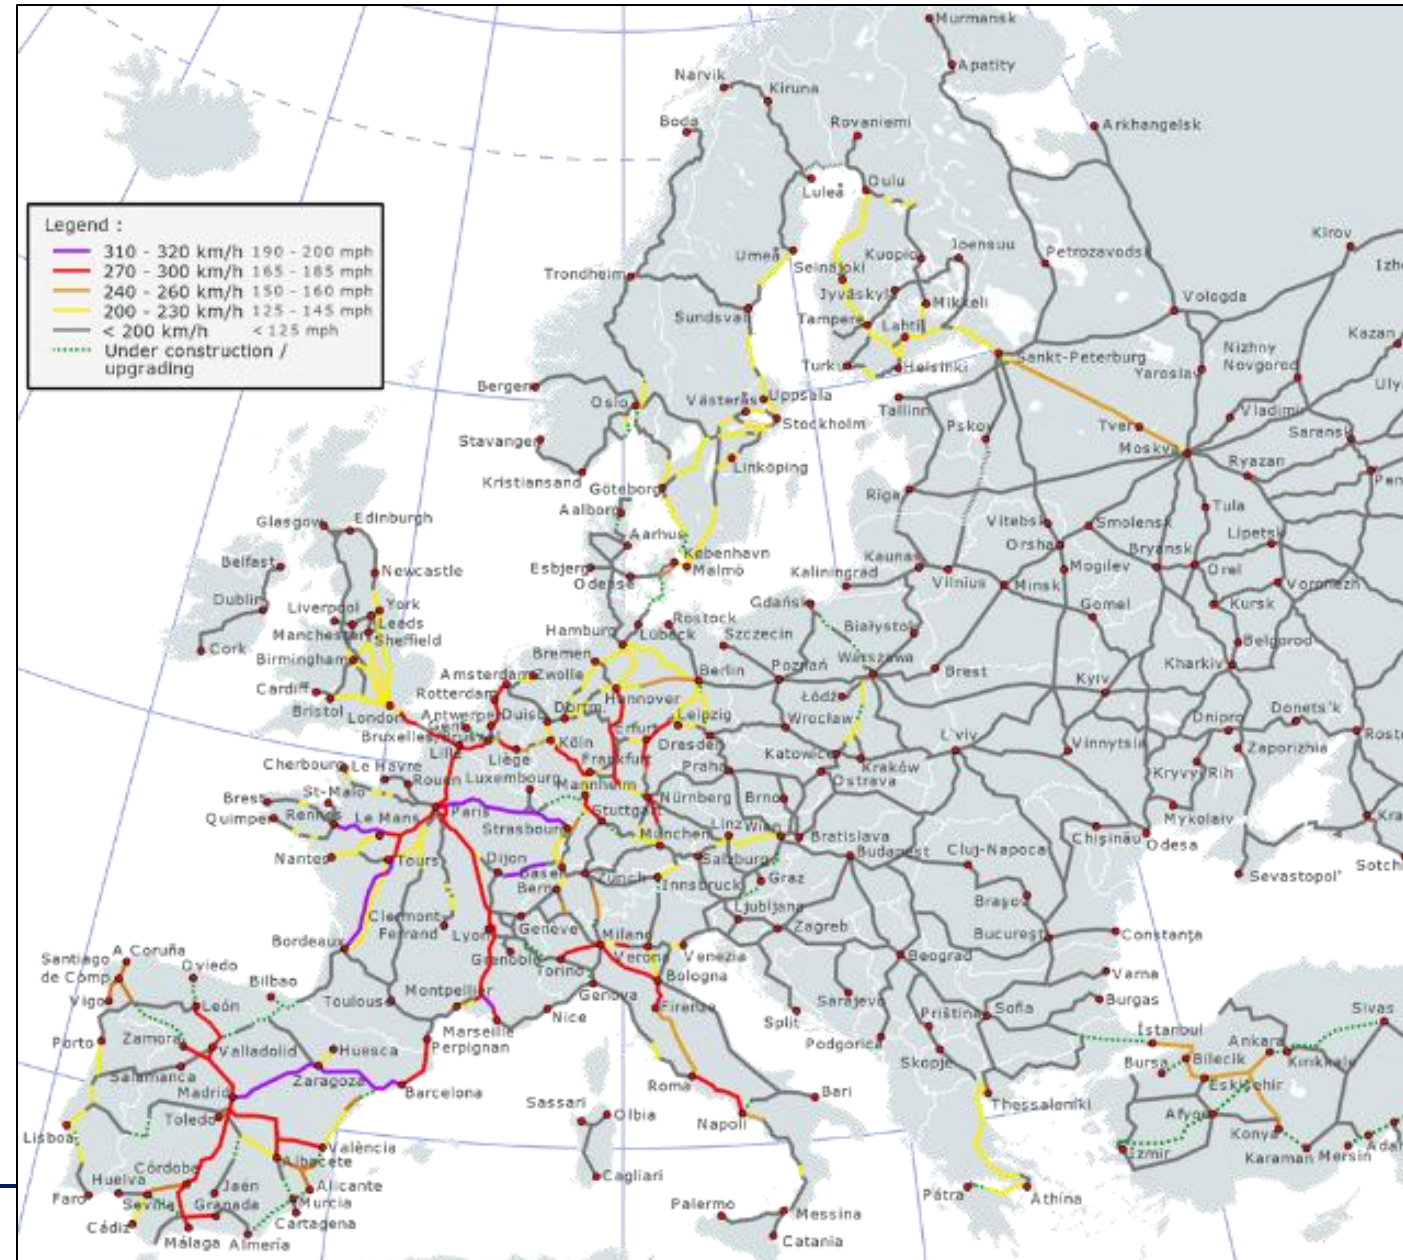 Murmansk
Apatity
Narvik
Kiruna
Bodø
Rovaniemi
Arkhangelsk
Luleå
Oulu
Legend :
310 - 320 km/h 190 - 200 mph
270 - 300 km/h 165 - 185 mph
240 - 260 km/h 150 - 160 mph
200 - 230 km/h 125 - 145 mph
< 200 km/h < 125 mph
Under construction /
upgrading
Umeå
Seinäjoki
Kuopio
Joensuu
Petrozavodsk
Kirov
Trondheim
Jyväskylä
Mikkeli
Vologda
Sundsvall
Tampere
Lahti
Kazan
Turku
Helsinki
Sankt-Peterburg
Yaroslav
Nizhny
Novgorod
Bergen
Oslo
Västerås
Uppsala
Stockholm
Tallinn
Pskov
Tver
Vladimir
Saransk
Stavanger
Linköping
Moskva
Ryazan
Kristiansand
Göteborg
Riga
Aalborg
Tula
Glasgow
Edinburgh
Aarhus
Vitebsk
Smolensk
Lipetsk
Orsha
Bryansk
Belfast
Newcastle
Esbjerg
København
Malmö
Odense
Kaliningrad
Kaunas
Vilnius
Minsk
Mogilev
Orel
Voronezh
Dublin
Liverpool
York
Leeds
Manchester
Sheffield
Gdańsk
Gomel
Kursk
Cork
Birmingham
Hamburg
Lübeck
Rostock
Szczecin
Białystok
Belgorod
Bremen
Cardiff
Bristol
London
Amsterdam
Zwolle
Rotterdam
Berlin
Poznań
Warszawa
Brest
Kharkiv
Kyiv
Hannover
Łódź
Antwerpen
Dortm
Leipzig
Wrocław
Dnipro
Donets'k
Erfurt
Dresden
Liège
Köln
Katowice
Kraków
L'viv
Vinnytsia
Zaporizhia
Cherbourg
Le Havre
Rouen
Luxembourg
Frankfurt
Praha
Ostrava
Kryvyi Rih
Mannheim
Brest
St-Malo
Quimper
Rennes
Le Mans
Paris
Nürnberg
Brno
Mykolaiv
Stuttgart
Strasbourg
München
Linz
Wien
Bratislava
Chişinău
Odesa
Nantes
Tours
Dijon
Basel
Zürich
Salzburg
Budapest
Cluj-Napoca
Sevastopol'
Sotch
Bern
Innsbruck
Graz
Braşov
Clermont-
Ferrand
Lyon
Genève
Ljubljana
Zagreb
Bucureşt
Constanţa
Bordeaux
Grenoble
Torino
Milano
Verona
Venezia
Beograd
A Coruña
Santiago
de Comp
Oviedo
Bilbao
Bologna
Varna
Vigo
León
Toulouse
Montpellier
Genova
Sarajevo
Burgas
Marseille
Nice
Firenze
Split
Priština
Sofia
Sivas
Porto
Zamora
Valladolid
Huesca
Perpignan
Podgorica
Skopje
İstanbul
Ankara
Kırıkkale
Bursa
Bilecik
Salamanca
Zaragoza
Barcelona
Eskişehir
Madrid
Roma
Bari
Thessaloniki
Toledo
Sassari
Olbia
Napoli
Afyon
Konya
Lisboa
València
Albacete
İzmir
Karaman
Mersin
Córdoba
Cagliari
Huelva
Jaen
Alicante
Faro
Sevilla
Granada
Murcia
Pátra
Athína
Cádiz
Cartagena
Palermo
Messina
Málaga
Almería
Catania